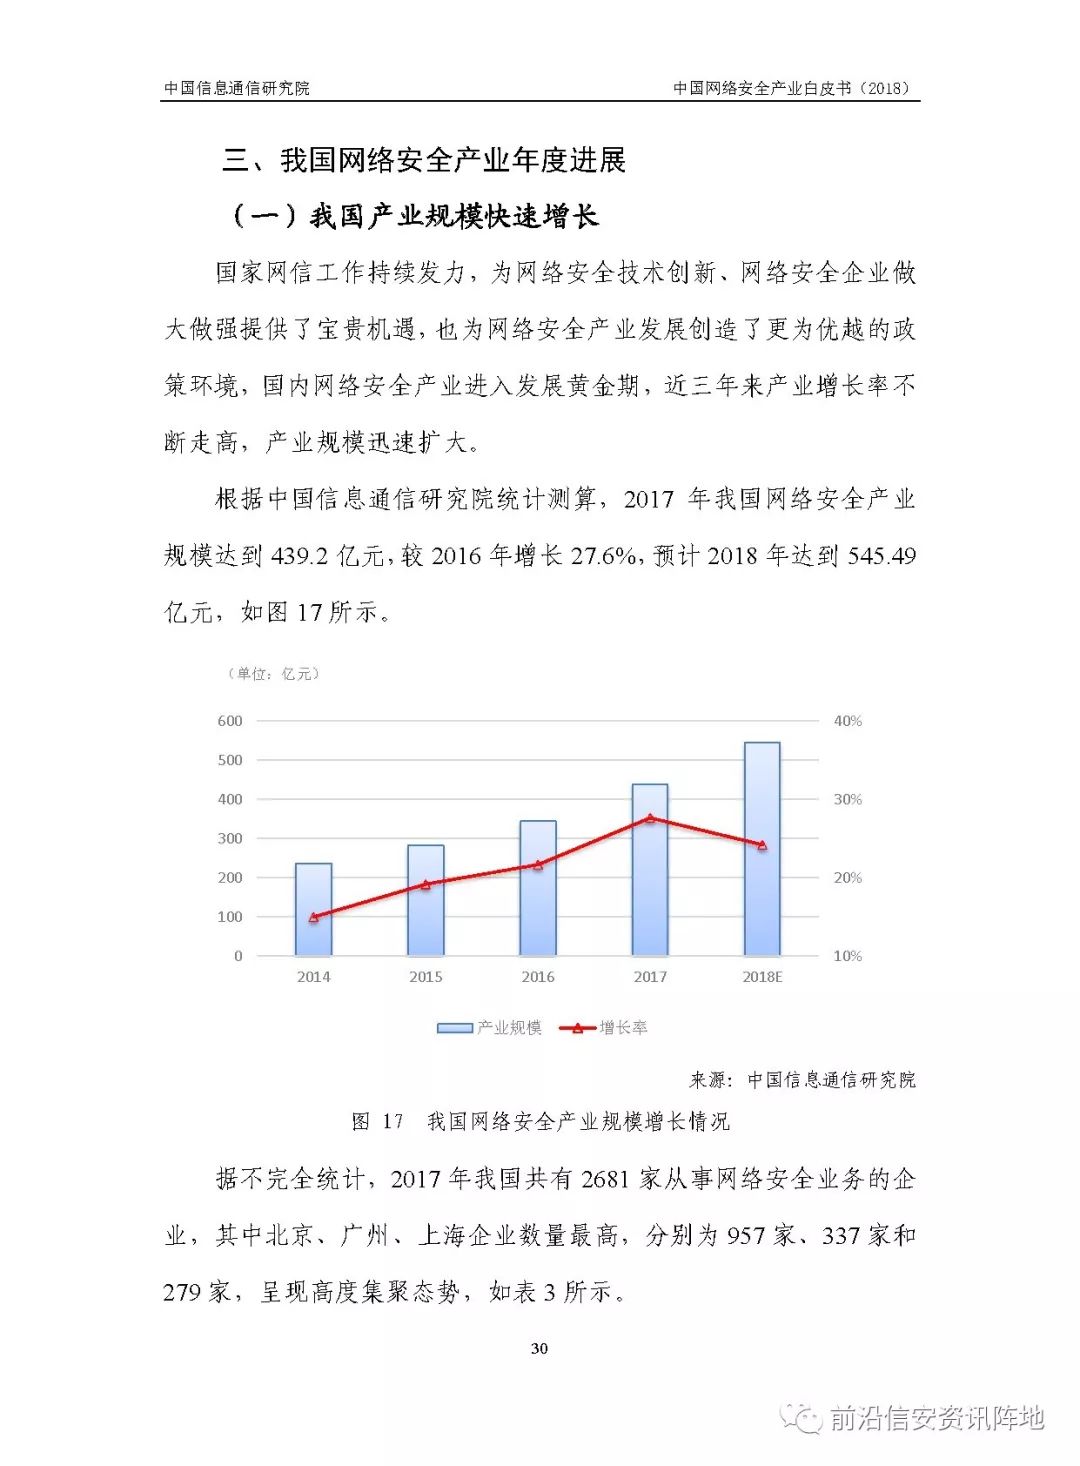 中国信息通信研究院 中国网络安全产业白皮书（2018）
三、我国网络安全产业年度进展
（一）我国产业规模快速增长
国家网信工作持续发力，为网络安全技术创新、网络安全企业做
大做强提供了宝贵机遇，也为网络安全产业发展创造了更为优越的政
策环境，国内网络安全产业进入发展黄金期，近三年来产业增长率不
断走高，产业规模迅速扩大。
根据中国信息通信研究院统计测算，2017 年我国网络安全产业
规模达到 439.2 亿元，较 2016 年增长 27.6%，预计 2018 年达到 545.49
亿元，如图 17 所示。
（单位：亿元）
600 40%
500
400 30%
300
200 20%
100
0 10%
2014 2015 2016 2017 2018E
产业规模 增长率
来源：中国信息通信研究院
图 17 我国网络安全产业规模增长情况
据不完全统计，2017 年我国共有 2681 家从事网络安全业务的企
业，其中北京、广州、上海企业数量最高，分别为 957 家、337 家和
279 家，呈现高度集聚态势，如表 3 所示。
30
前沿信安资讯阵地